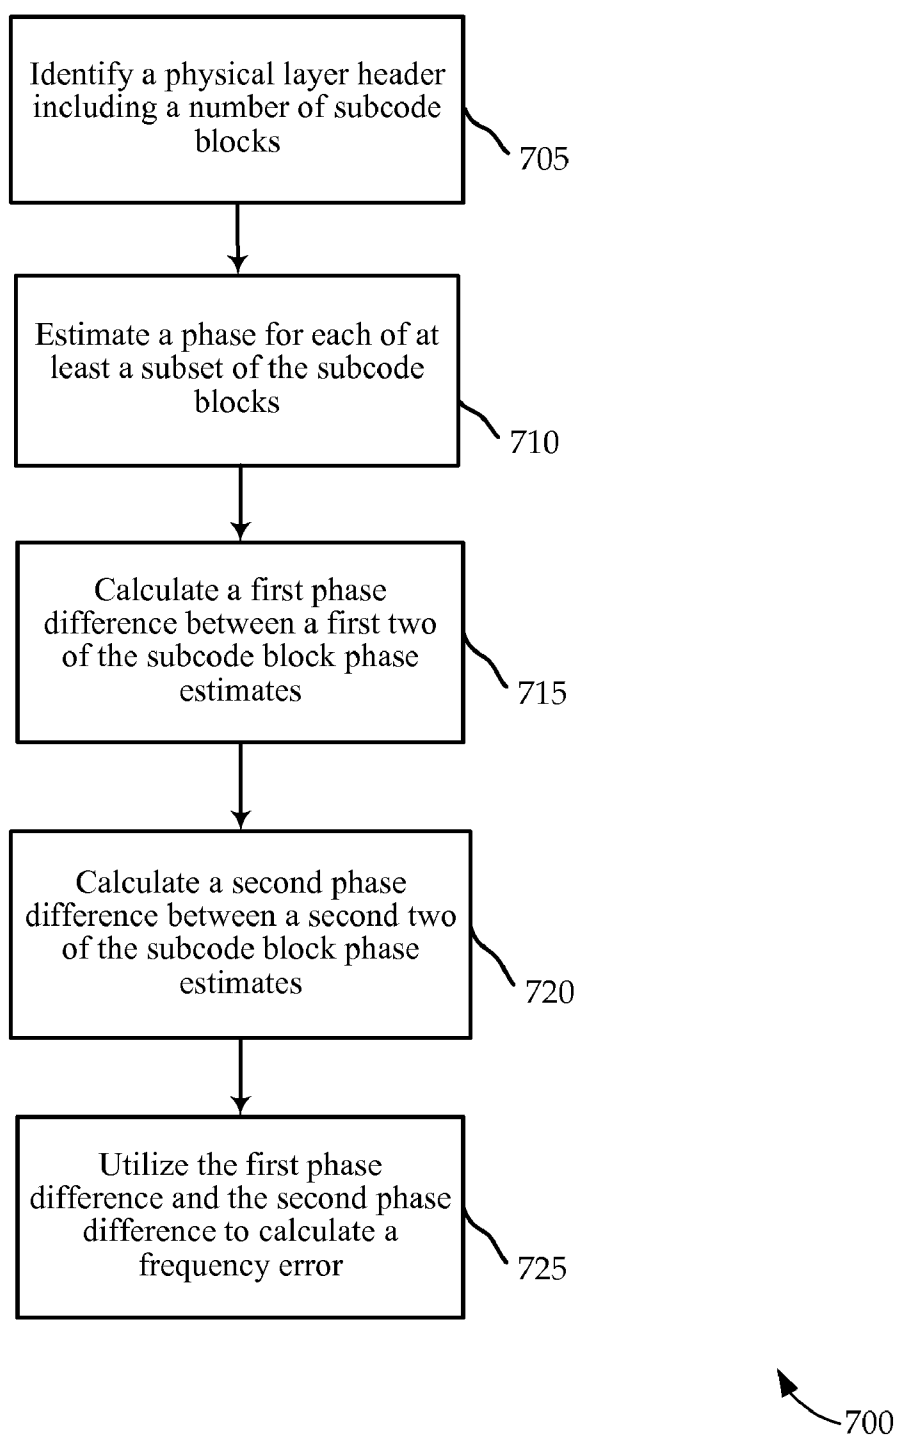 Identify a physical layer header
including a number of subcode
blocks
705
Estimate a phase for each of at
least a subset of the subcode
blocks
710
Calculate a first phase
difference between a first two
of the subcode block phase
estimates
715
Calculate a second phase
difference between a second two
of the subcode block phase
estimates
720
Utilize the first phase
difference and the second phase
difference to calculate a
frequency error
725
700